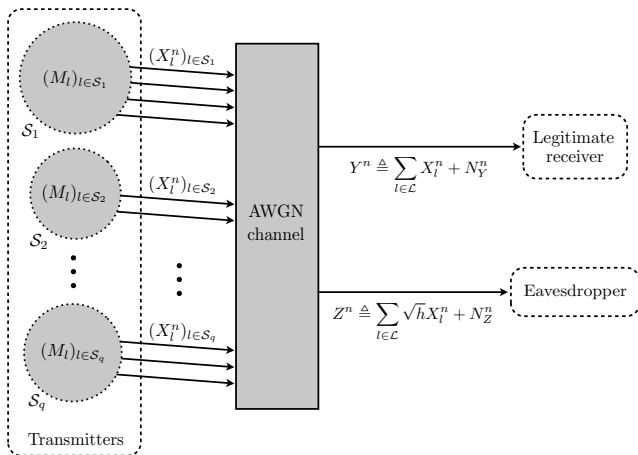 (M_l)_{l∈𝒮_1}
𝒮_1
(X_l^n)_{l∈𝒮_1}
(M_l)_{l∈𝒮_2}
𝒮_2
(X_l^n)_{l∈𝒮_2}
(M_l)_{l∈𝒮_q}
𝒮_q
(X_l^n)_{l∈𝒮_q}
Transmitters
AWGN
channel
Y^n ≜ ∑_{l∈ℒ} X_l^n + N_Y^n
Legitimate
receiver
Z^n ≜ ∑_{l∈ℒ} √h X_l^n + N_Z^n
Eavesdropper